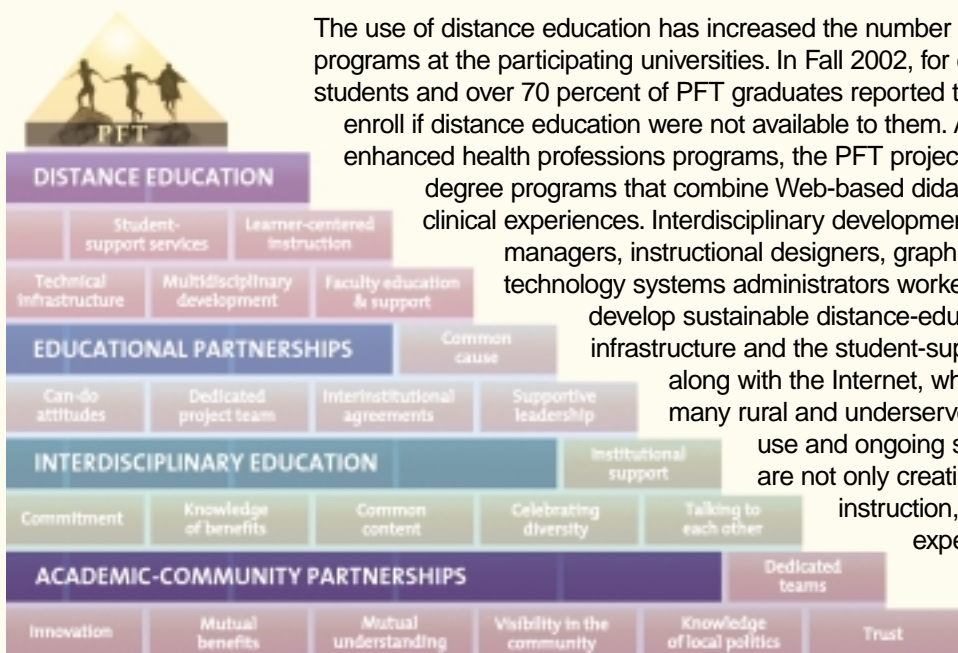 The use of distance education has increased the number
programs at the participating universities. In Fall 2002, for
students and over 70 percent of PFT graduates reported t
enroll if distance education were not available to them. A
enhanced health professions programs, the PFT projec
degree programs that combine Web-based dida
clinical experiences. Interdisciplinary developmen
managers, instructional designers, graph
technology systems administrators worke
develop sustainable distance-edu
infrastructure and the student-sup
along with the Internet, wh
many rural and underserve
use and ongoing s
are not only creati
instruction,
expe
PFT
DISTANCE EDUCATION
Student-
support services
Learner-centered
instruction
Technical
infrastructure
Multidisciplinary
development
Faculty education
& support
EDUCATIONAL PARTNERSHIPS
Common
cause
Can-do
attitudes
Dedicated
project team
Interinstitutional
agreements
Supportive
leadership
INTERDISCIPLINARY EDUCATION
Institutional
support
Commitment
Knowledge
of benefits
Common
content
Celebrating
diversity
Talking to
each other
ACADEMIC-COMMUNITY PARTNERSHIPS
Dedicated
teams
Innovation
Mutual
benefits
Mutual
understanding
Visibility in the
community
Knowledge
of local politics
Trust